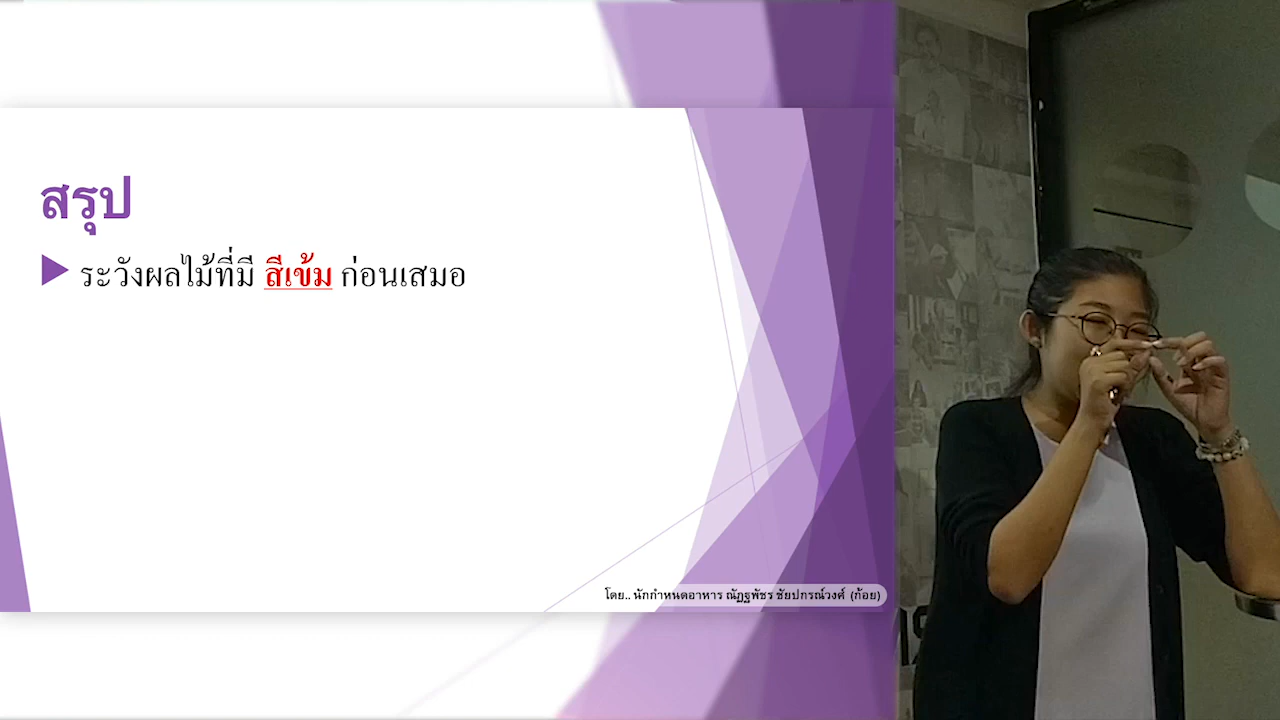 สรุป
ระวังผลไม้ที่มี สีเข้ม ก่อนเสมอ
โดย.. นักกำหนดอาหาร ณัฏฐพัชร ชัยปกรณ์วงศ์ (ก้อย)